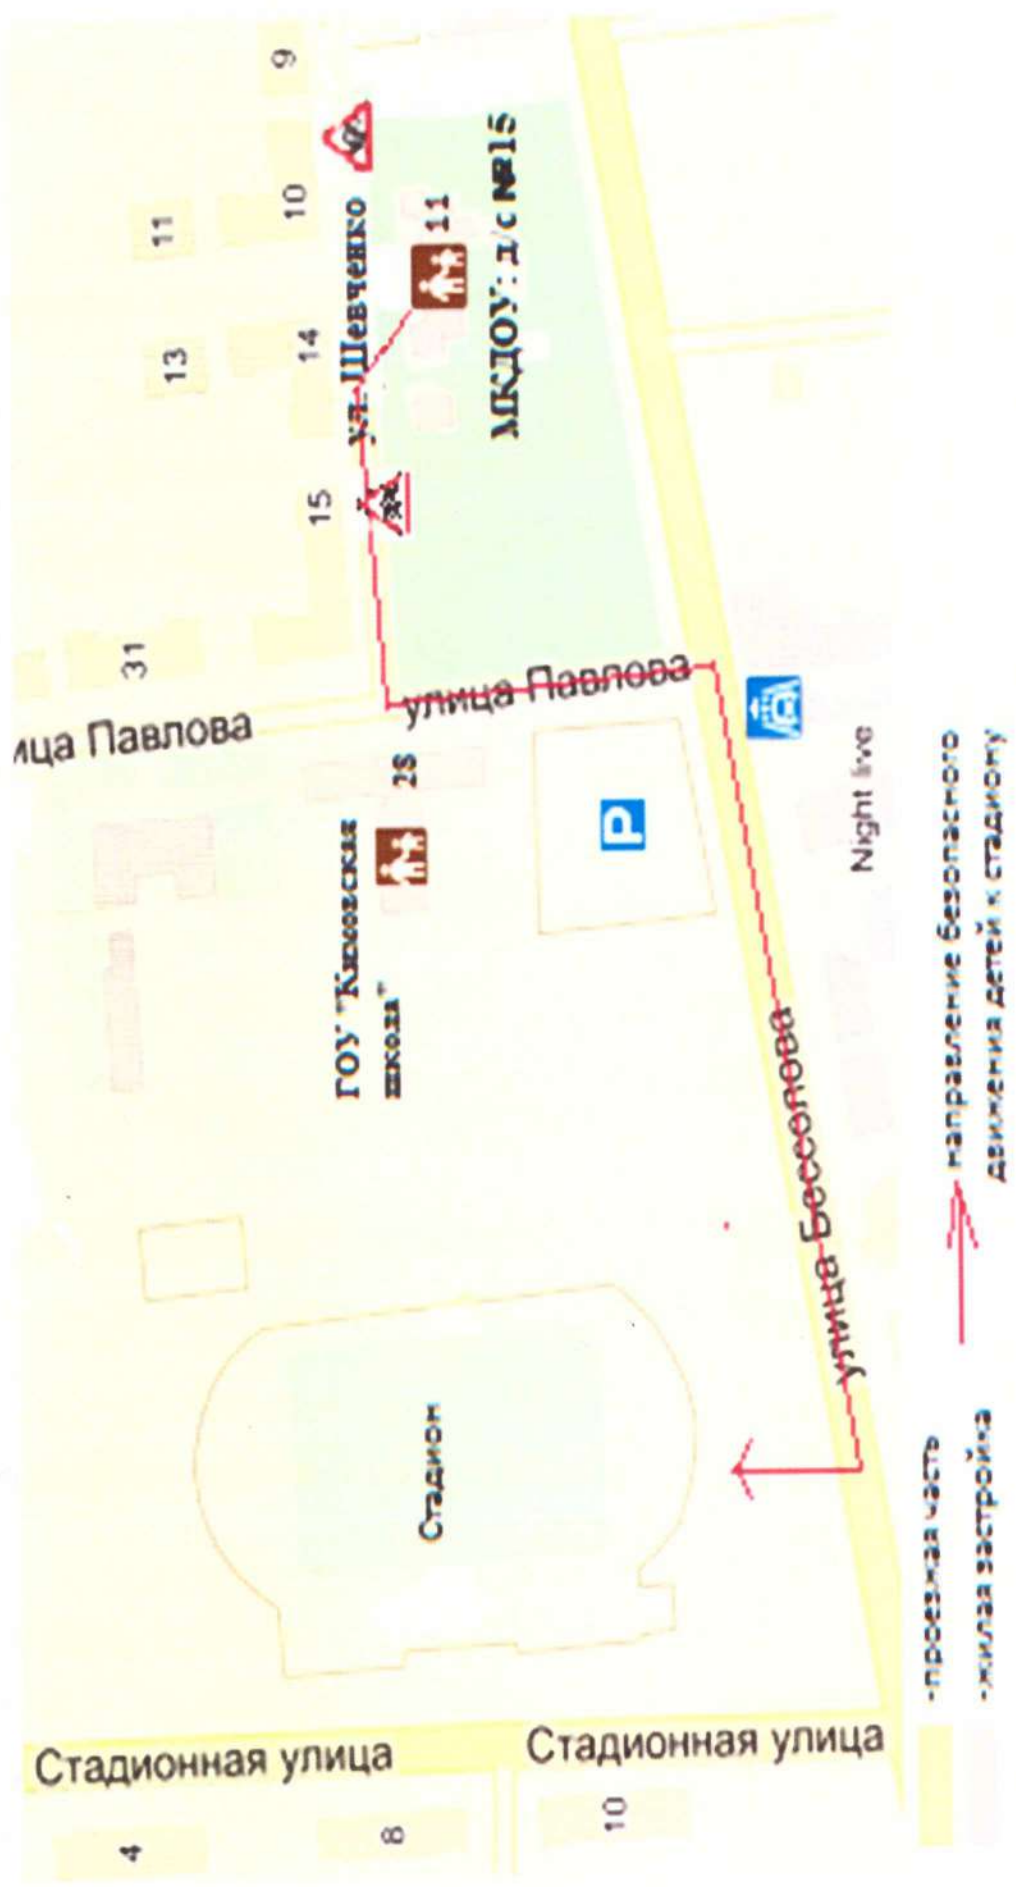 Стадионная улица
Стадионная улица
4
8
10
Стадион
ГОУ "Кимовская
школа"
28
ица Павлова
улица Павлова
31
15
14
13
11
10
9
ул. Шевченко
11
МКДОУ: д/с №15
P
улица Бессолова
Night live
-проезжая часть
-жилая застройка
направление безопасного
движения детей к стадиону